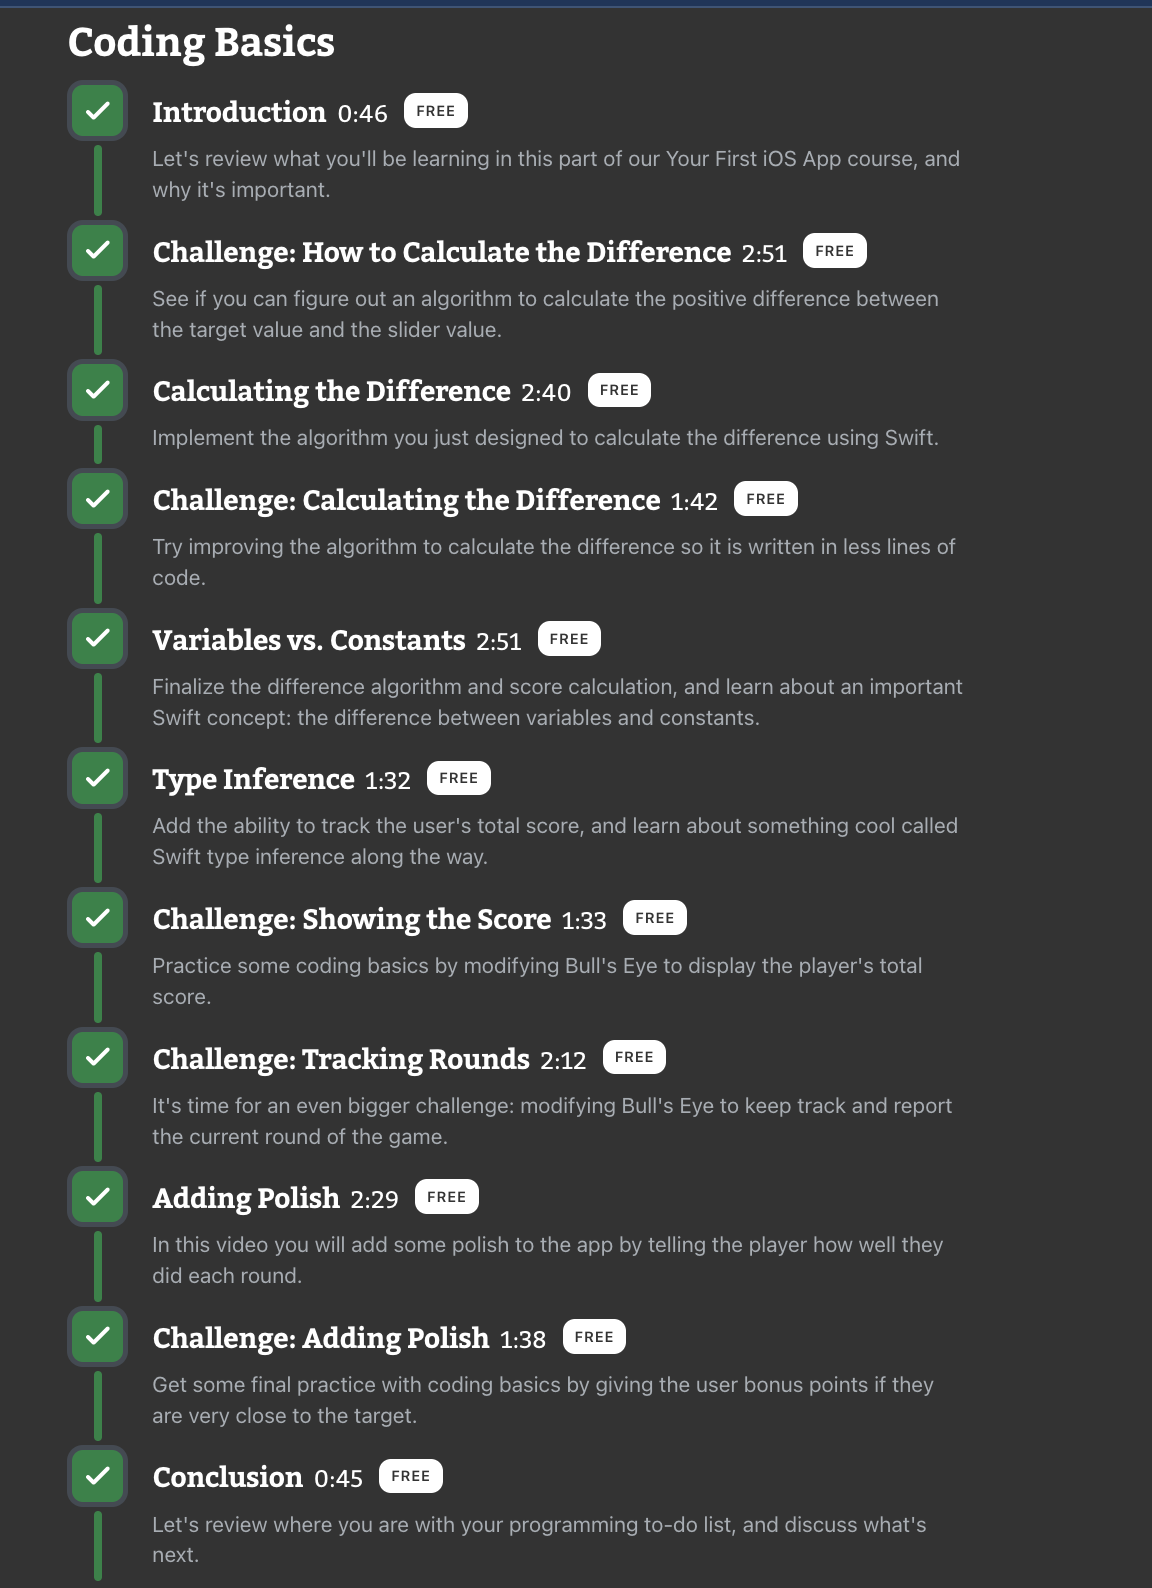 Coding Basics
Introduction 0:46 FREE
Let's review what you'll be learning in this part of our Your First iOS App course, and
why it's important.
Challenge: How to Calculate the Difference 2:51 FREE
See if you can figure out an algorithm to calculate the positive difference between
the target value and the slider value.
Calculating the Difference 2:40 FREE
Implement the algorithm you just designed to calculate the difference using Swift.
Challenge: Calculating the Difference 1:42 FREE
Try improving the algorithm to calculate the difference so it is written in less lines of
code.
Variables vs. Constants 2:51 FREE
Finalize the difference algorithm and score calculation, and learn about an important
Swift concept: the difference between variables and constants.
Type Inference 1:32 FREE
Add the ability to track the user's total score, and learn about something cool called
Swift type inference along the way.
Challenge: Showing the Score 1:33 FREE
Practice some coding basics by modifying Bull's Eye to display the player's total
score.
Challenge: Tracking Rounds 2:12 FREE
It's time for an even bigger challenge: modifying Bull's Eye to keep track and report
the current round of the game.
Adding Polish 2:29 FREE
In this video you will add some polish to the app by telling the player how well they
did each round.
Challenge: Adding Polish 1:38 FREE
Get some final practice with coding basics by giving the user bonus points if they
are very close to the target.
Conclusion 0:45 FREE
Let's review where you are with your programming to-do list, and discuss what's
next.